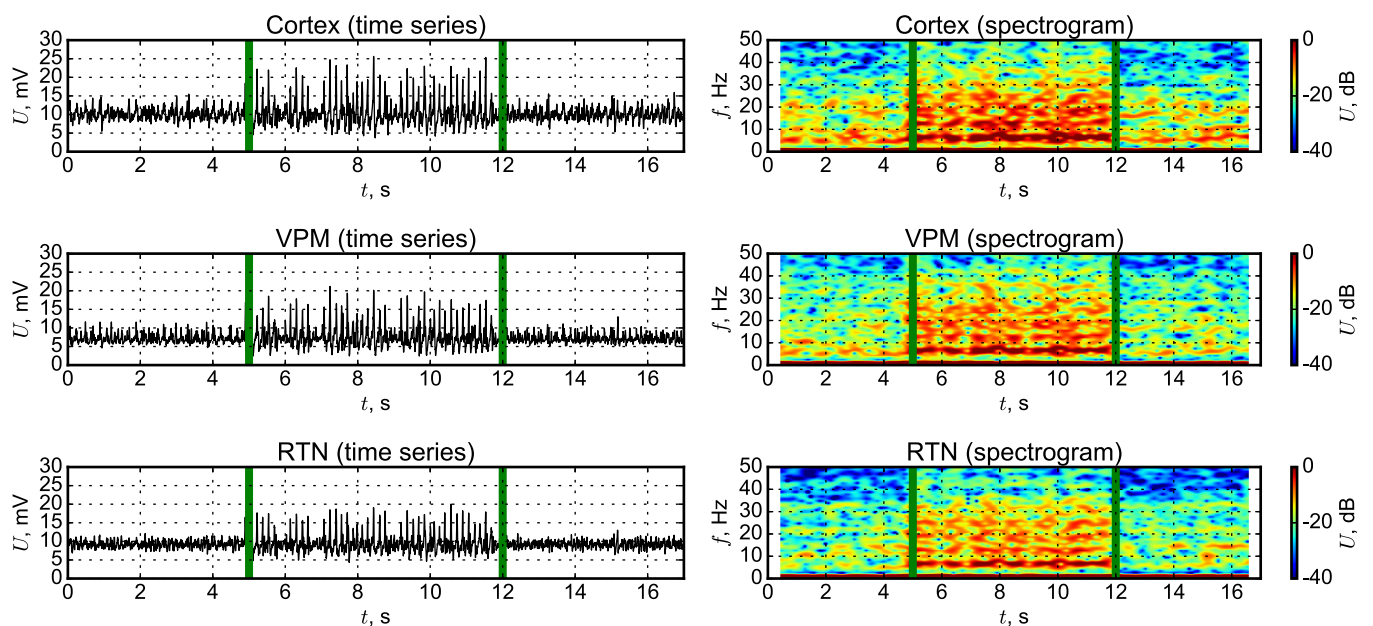 Cortex (time series)
U, mV
30
25
20
15
10
5
0
0 2 4 6 8 10 12 14 16
t, s
Cortex (spectrogram)
f, Hz
50
40
30
20
10
0
0 2 4 6 8 10 12 14 16
t, s
0
-20
-40
U, dB
VPM (time series)
U, mV
30
25
20
15
10
5
0
0 2 4 6 8 10 12 14 16
t, s
VPM (spectrogram)
f, Hz
50
40
30
20
10
0
0 2 4 6 8 10 12 14 16
t, s
0
-20
-40
U, dB
RTN (time series)
U, mV
30
25
20
15
10
5
0
0 2 4 6 8 10 12 14 16
t, s
RTN (spectrogram)
f, Hz
50
40
30
20
10
0
0 2 4 6 8 10 12 14 16
t, s
0
-20
-40
U, dB